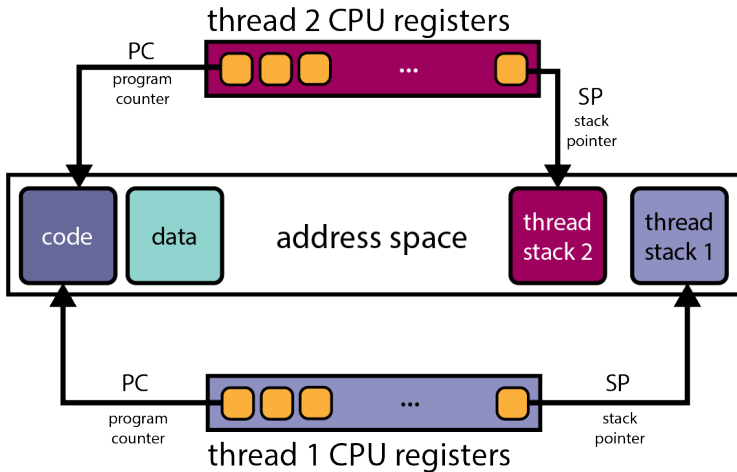 thread 2 CPU registers
PC
program
counter
...
SP
stack
pointer
code
data
address space
thread
stack 2
thread
stack 1
PC
program
counter
...
SP
stack
pointer
thread 1 CPU registers